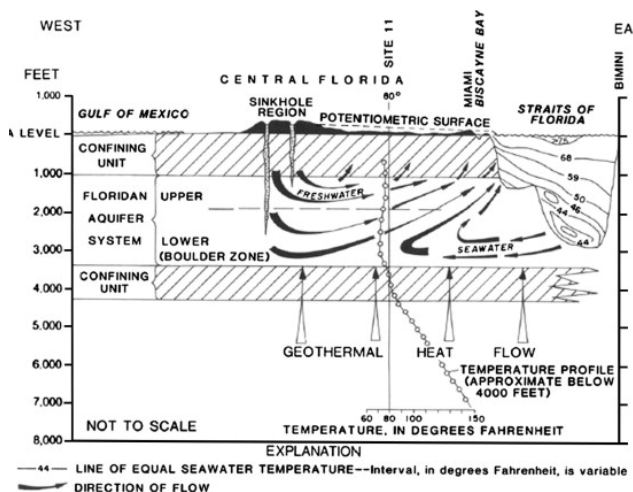 WEST
EA
FEET
SITE 11
MIAMI
BISCAYNE BAY
BIMINI
CENTRAL FLORIDA
80°
1,000
GULF OF MEXICO
SINKHOLE
REGION
POTENTIOMETRIC SURFACE
STRAITS OF
FLORIDA
A LEVEL
CONFINING
UNIT
>75
68
59
50
46
44
44
1,000
FLORIDAN
UPPER
FRESHWATER
2,000
AQUIFER
SYSTEM
LOWER
(BOULDER ZONE)
SEAWATER
3,000
CONFINING
UNIT
4,000
5,000
GEOTHERMAL HEAT FLOW
6,000
TEMPERATURE PROFILE
(APPROXIMATE BELOW
4000 FEET)
7,000
60 80 100 150
NOT TO SCALE
TEMPERATURE, IN DEGREES FAHRENHEIT
8,000
EXPLANATION
—44— LINE OF EQUAL SEAWATER TEMPERATURE--Interval, in degrees Fahrenheit, is variable
DIRECTION OF FLOW